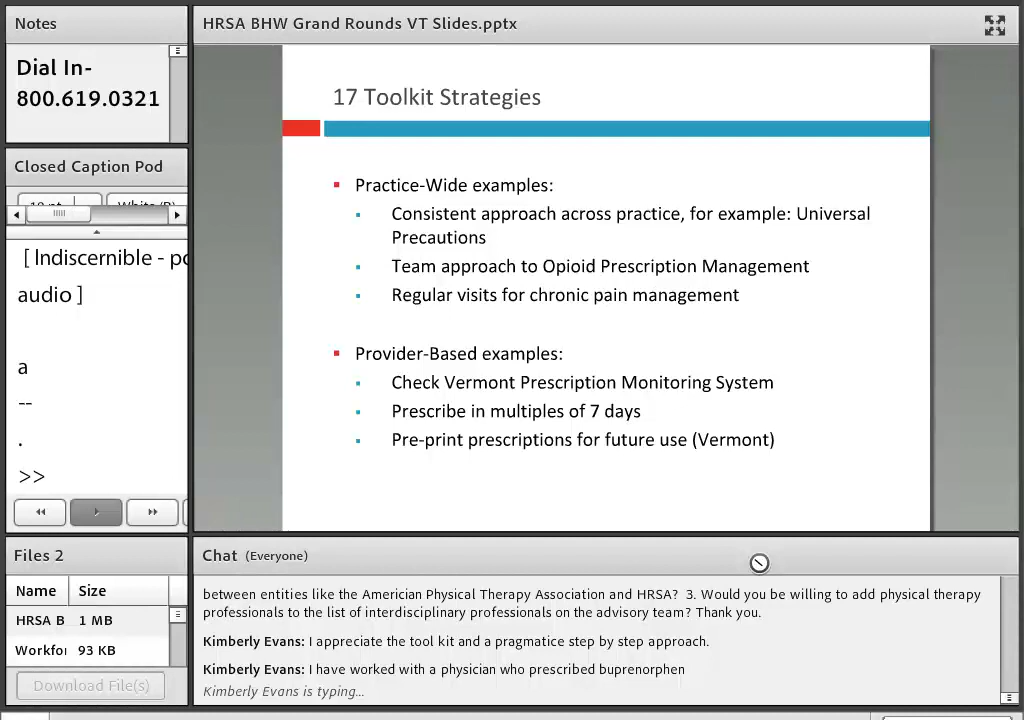 Notes
Dial In-
800.619.0321
Closed Caption Pod
[ Indiscernible -
audio ]
a
--
.
>>
Files 2
Name Size
HRSA B 1 MB
93 KB
Download File(s)
HRSA BHW Grand Rounds VT Slides.pptx
17 Toolkit Strategies
Practice-Wide examples:
Consistent approach across practice, for example: Universal
Precautions
Team approach to Opioid Prescription Management
Regular visits for chronic pain management
Provider-Based examples:
Check Vermont Prescription Monitoring System
Prescribe in multiples of 7 days
Pre-print prescriptions for future use (Vermont)
Chat (Everyone)
between entities like the Amercian Physical Therapy Association and HRSA? 3. Would you be willing to add physical therapy
professionals to the list of interdisciplinary professionals on the advisory team? Thank you.
Kimberly Evans: I appreciate the tool kit and a pragmatice step by step approach.
Kimberly Evans: I have worked with a physician who prescribed buprenorphen
Kimberly Evans is typing...